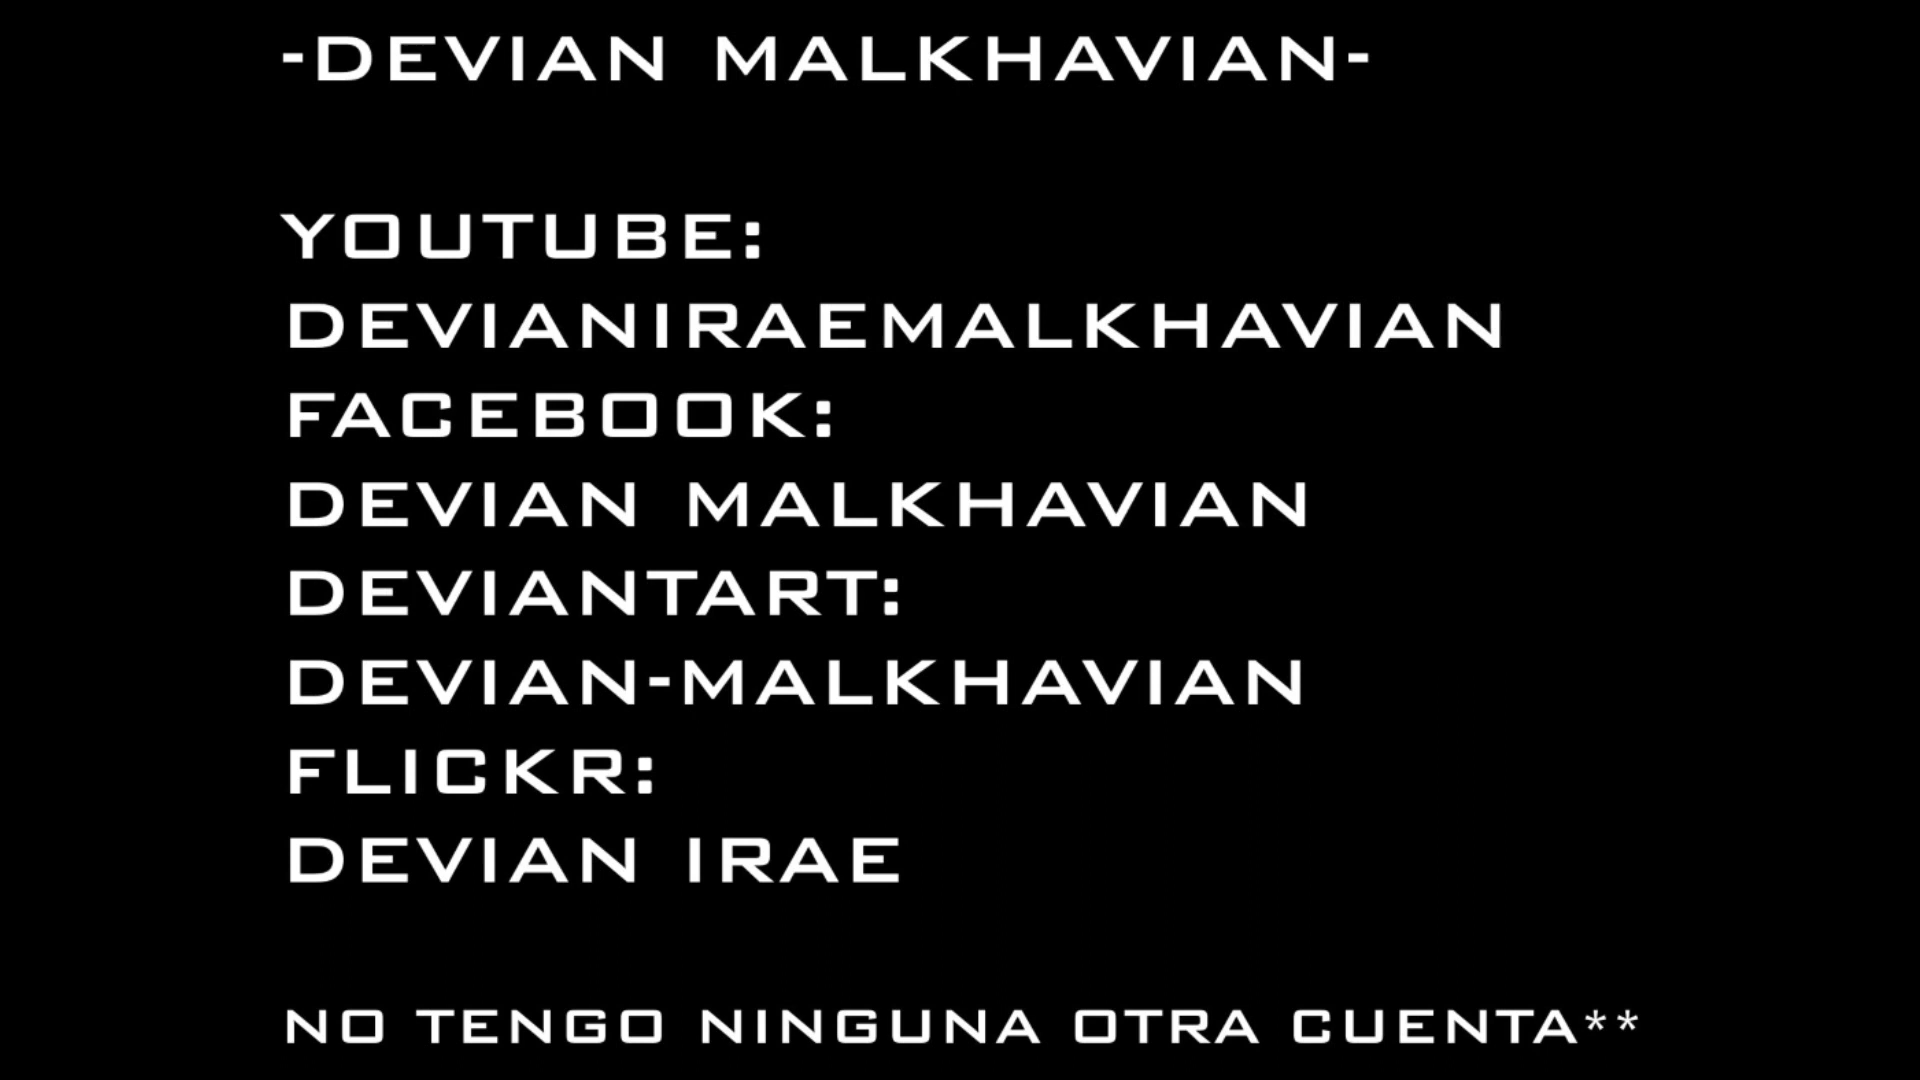 -DEVIAN MALKHAVIAN-
YOUTUBE:
DEVIANIRAEMALKHAVIAN
FACEBOOK:
DEVIAN MALKHAVIAN
DEVIANTART:
DEVIAN-MALKHAVIAN
FLICKR:
DEVIAN IRAE
NO TENGO NINGUNA OTRA CUENTA**